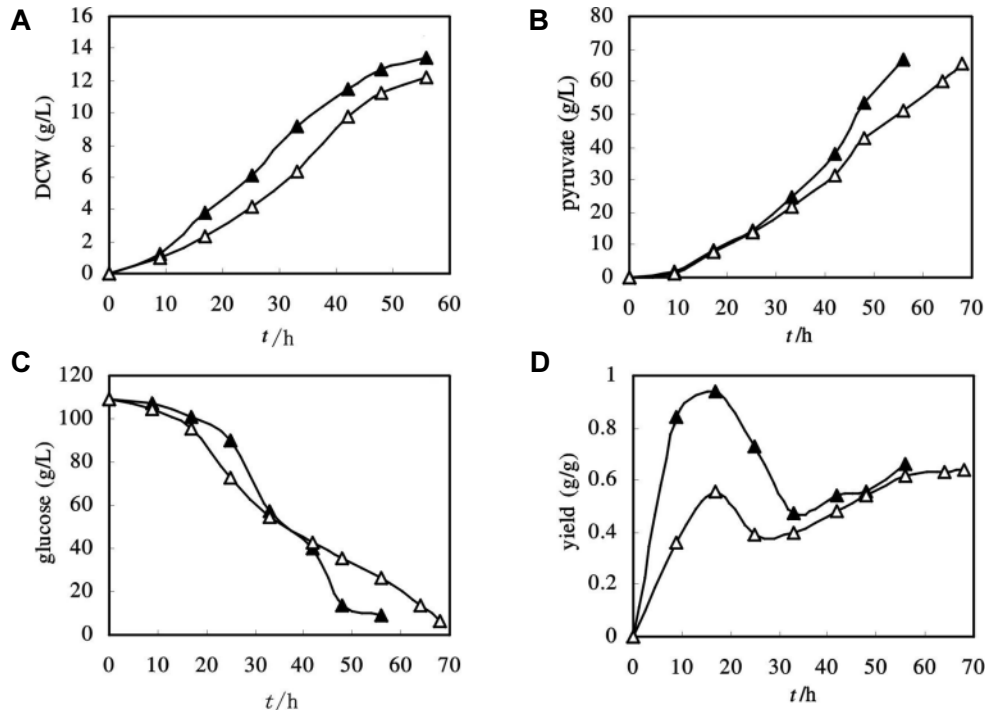 A
B
16
14
12
10
8
6
4
2
0
DCW (g/L)
0 10 20 30 40 50 60
t/h
80
70
60
50
40
30
20
10
0
pyruvate (g/L)
0 10 20 30 40 50 60 70
t/h
C
D
120
100
80
60
40
20
0
glucose (g/L)
0 10 20 30 40 50 60 70
t/h
1
0.8
0.6
0.4
0.2
0
yield (g/g)
0 10 20 30 40 50 60 70
t/h